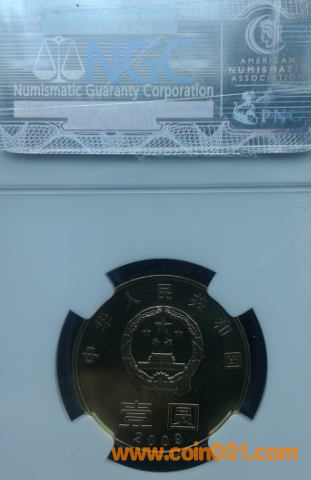 NGC
Numismatic Guaranty Corporation
AMERICAN
NUMISMATIC
ASSOCIATION
PNG
中华人民共和国
壹圆
2009
www.coin001.com